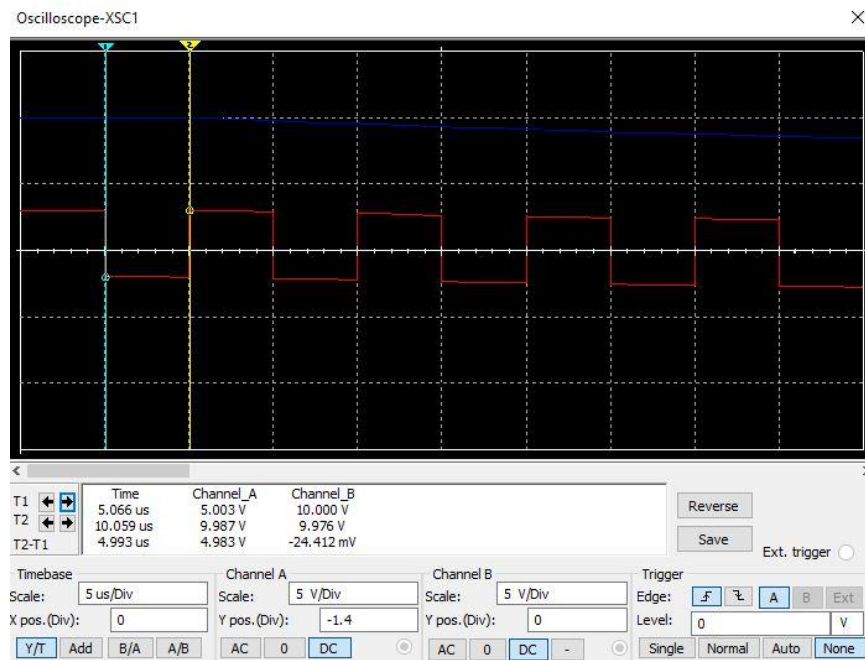 Oscilloscope-XSC1
1 2
T1
T2
T2-T1
Time Channel_A Channel_B
5.066 us 5.003 V 10.000 V
10.059 us 9.987 V 9.976 V
4.993 us 4.983 V -24.412 mV
Reverse
Save
Ext. trigger
Timebase
Scale: 5 us/Div
X pos.(Div): 0
Y/T Add B/A A/B
Channel A
Scale: 5 V/Div
Y pos.(Div): -1.4
AC 0 DC
Channel B
Scale: 5 V/Div
Y pos.(Div): 0
AC 0 DC -
Trigger
Edge: A B Ext
Level: 0 V
Single Normal Auto None